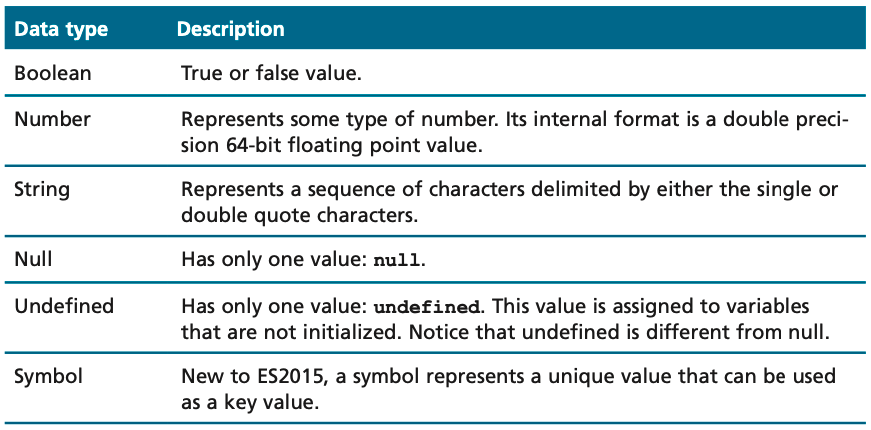 Data type Description
Boolean True or false value.
Number Represents some type of number. Its internal format is a double preci-
sion 64-bit floating point value.
String Represents a sequence of characters delimited by either the single or
double quote characters.
Null Has only one value: null.
Undefined Has only one value: undefined. This value is assigned to variables
that are not initialized. Notice that undefined is different from null.
Symbol New to ES2015, a symbol represents a unique value that can be used
as a key value.